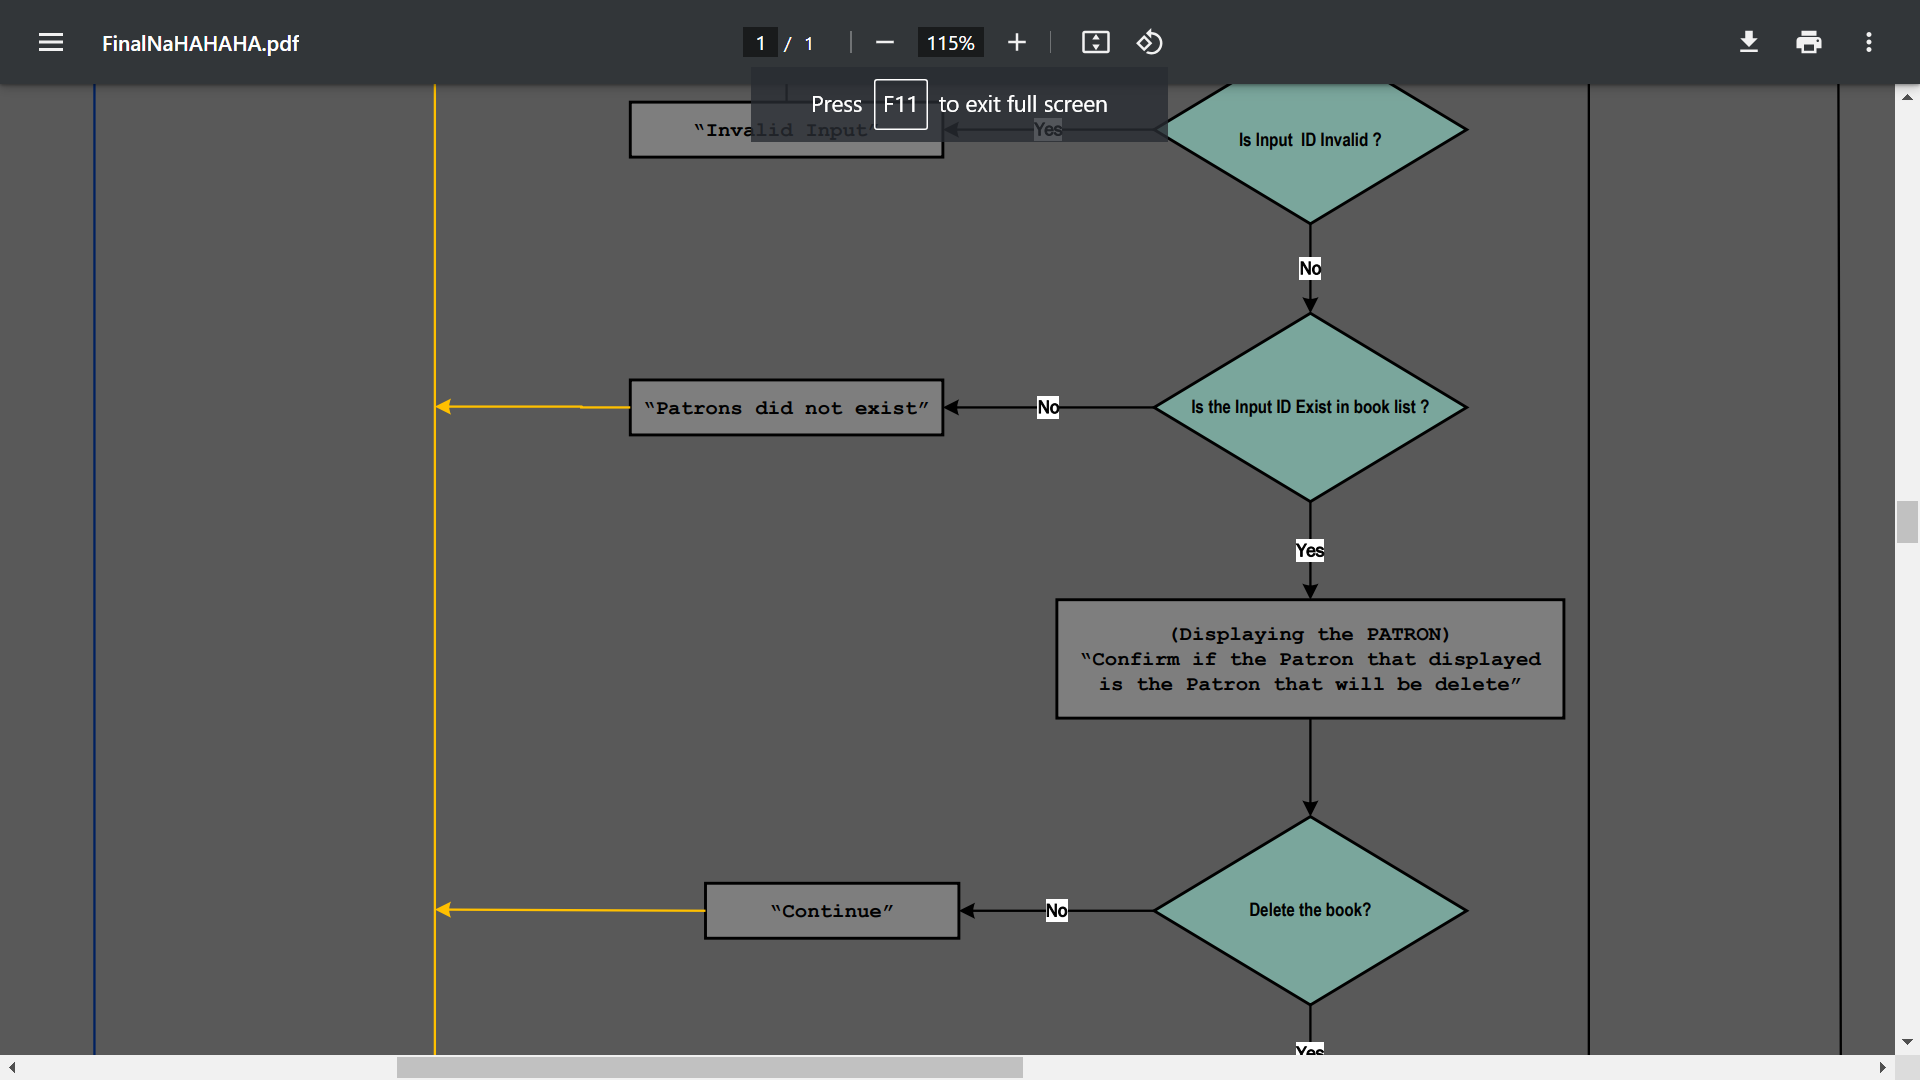 FinalNaHAHAHA.pdf
1 / 1
115%
Press F11 to exit full screen
“Invalid Input”
Yes
Is Input ID Invalid ?
No
“Patrons did not exist”
No
Is the Input ID Exist in book list ?
Yes
(Displaying the PATRON)
“Confirm if the Patron that displayed
is the Patron that will be delete”
“Continue”
No
Delete the book?
Yes